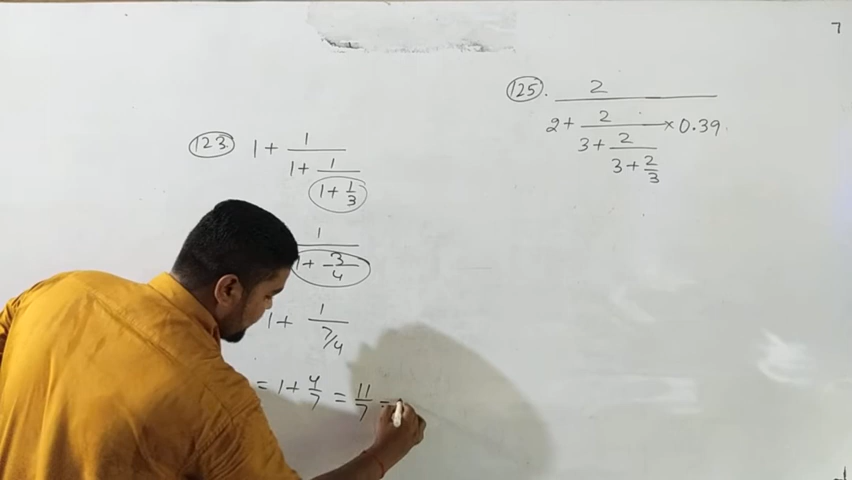 7
(123) 1 + 1/(1 + 1/(1 + 1/3))
1/(1 + 3/4)
1 + 1/(7/4)
= 1 + 4/7 = 11/7 =
(125). 2/(2 + 2/(3 + 2/(3 + 2/3)) × 0.39)